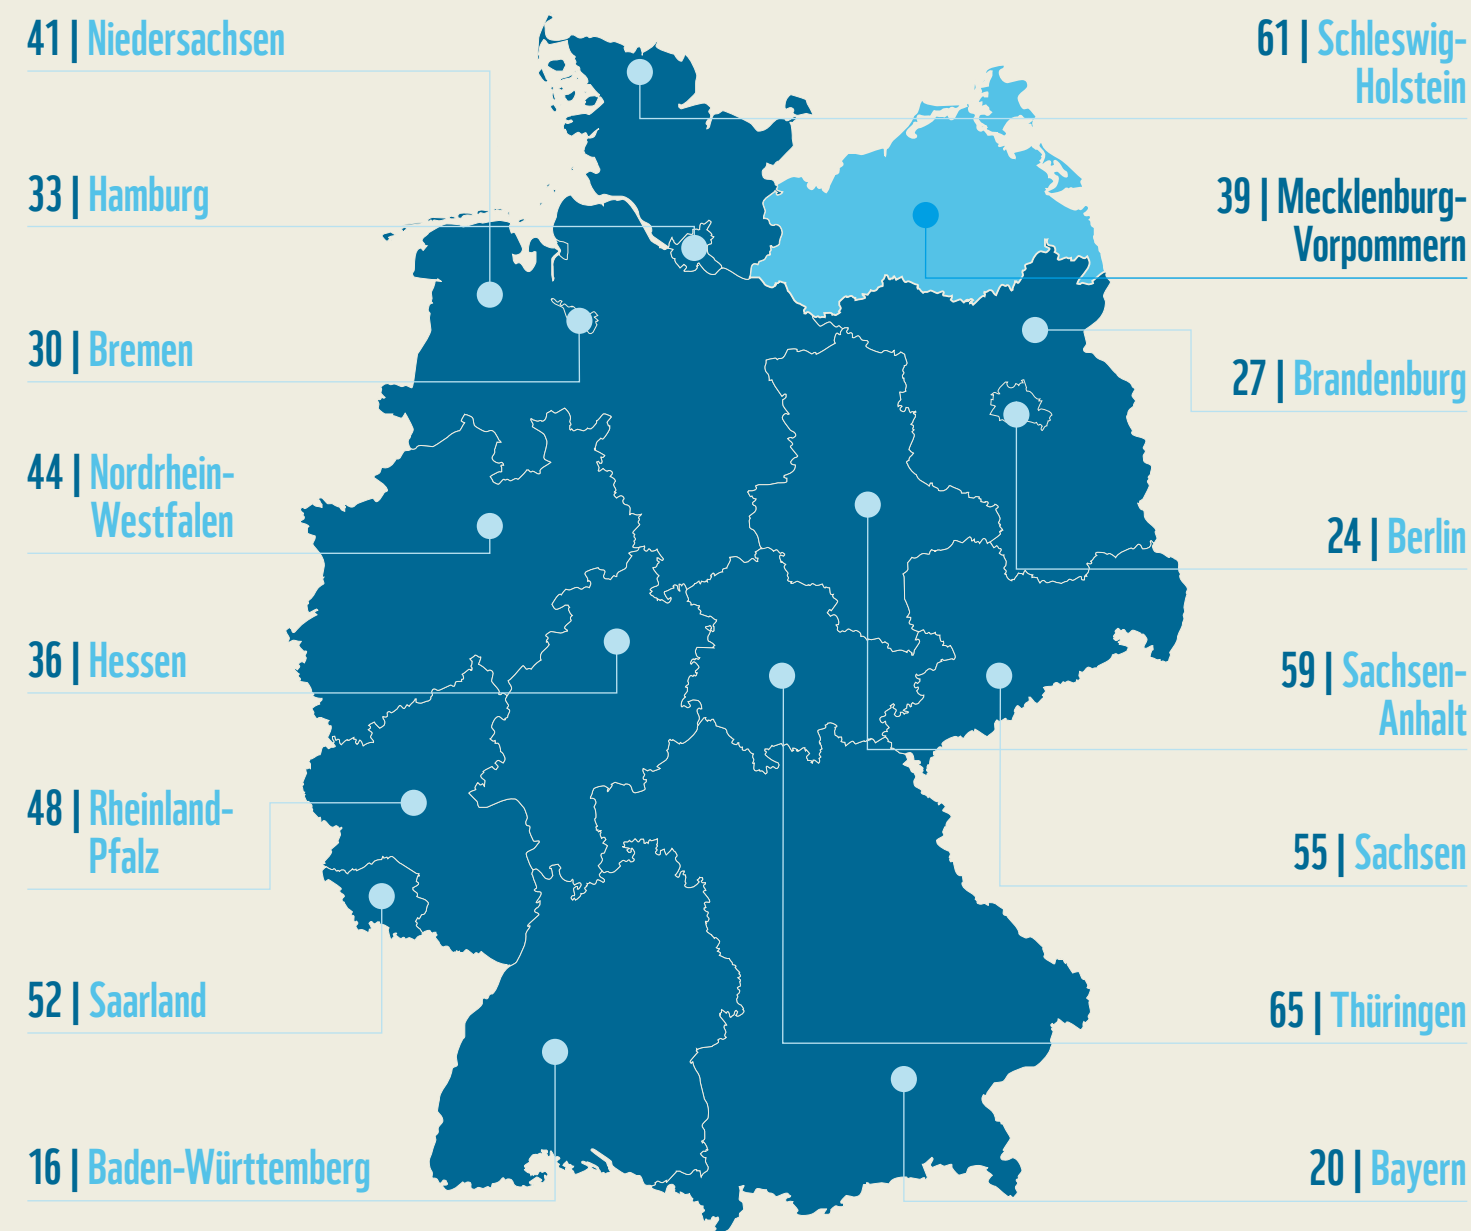 41 | Niedersachsen
33 | Hamburg
30 | Bremen
44 | Nordrhein-
Westfalen
36 | Hessen
48 | Rheinland-
Pfalz
52 | Saarland
16 | Baden-Württemberg
61 | Schleswig-
Holstein
39 | Mecklenburg-
Vorpommern
27 | Brandenburg
24 | Berlin
59 | Sachsen-
Anhalt
55 | Sachsen
65 | Thüringen
20 | Bayern